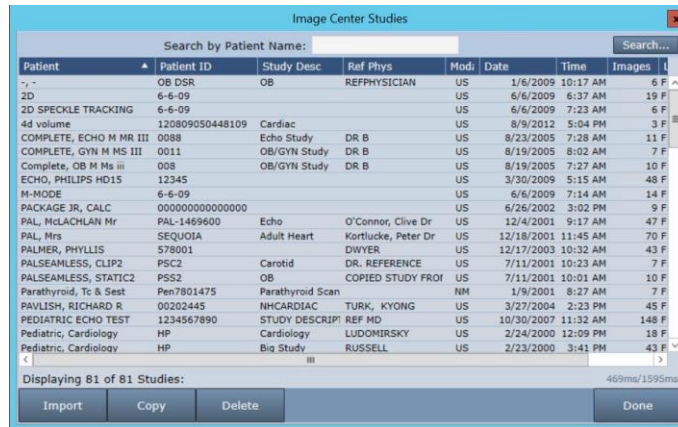 Image Center Studies
Search by Patient Name: Search...
Patient Patient ID Study Desc Ref Phys Moda Date Time Images L
-, - OB DSR OB REFPHYSICIAN US 1/6/2009 10:17 AM 6 F
2D 6-6-09 US 6/6/2009 6:37 AM 19 F
2D SPECKLE TRACKING 6-6-09 US 6/6/2009 7:23 AM 6 F
4d volume 120809050448109 Cardiac US 8/9/2012 5:04 PM 3 F
COMPLETE, ECHO M MR III 0088 Echo Study DR B US 8/23/2005 7:28 AM 11 F
COMPLETE, GYN M MS III 0011 OB/GYN Study DR B US 8/19/2005 8:02 AM 7 F
Complete, OB M Ms iii 008 OB/GYN Study DR B US 8/19/2005 7:27 AM 10 F
ECHO, PHILIPS HD15 12345 US 3/30/2009 5:15 AM 48 F
M-MODE 6-6-09 US 6/6/2009 7:14 AM 14 F
PACKAGE JR, CALC 000000000000000 US 6/26/2002 3:02 PM 9 F
PAL, McLACHLAN Mr PAL-1469600 Echo O'Connor, Clive Dr US 12/4/2001 9:17 AM 47 F
PAL, Mrs SEQUOIA Adult Heart Kortlucke, Peter Dr US 12/18/2001 11:45 AM 70 F
PALMER, PHYLLIS 578001 DWYER US 12/17/2003 10:32 AM 43 F
PALSEAMLESS, CLIP2 PSC2 Carotid DR. REFERENCE US 7/11/2001 10:23 AM 7 F
PALSEAMLESS, STATIC2 PSS2 OB COPIED STUDY FROM US 7/11/2001 10:01 AM 10 F
Parathyroid, Tc & Sest Pen7801475 Parathyroid Scan NM 1/9/2001 8:27 AM 7 F
PAVLISH, RICHARD R 00202445 NHCARDIAC TURK, KYONG US 3/27/2004 2:23 PM 45 F
PEDIATRIC ECHO TEST 1234567890 STUDY DESCRIPT REF MD US 10/30/2007 11:32 AM 148 F
Pediatric, Cardiology HP Cardiology LUDOMIRSKY US 2/24/2000 12:09 PM 18 F
Pediatric, Cardiology HP Big Study RUSSELL US 2/23/2000 3:41 PM 43 F
Displaying 81 of 81 Studies: 469ms/1595ms
Import Copy Delete Done